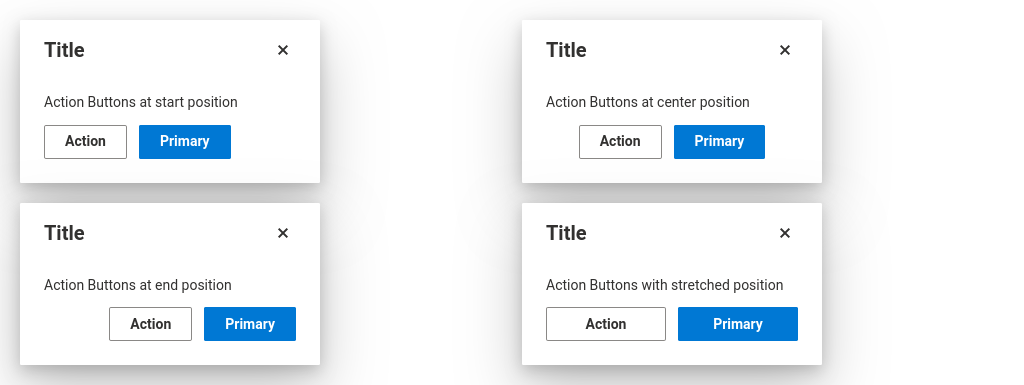 Title ✕
Action Buttons at start position
Action Primary
Title ✕
Action Buttons at center position
Action Primary
Title ✕
Action Buttons at end position
Action Primary
Title ✕
Action Buttons with stretched position
Action Primary